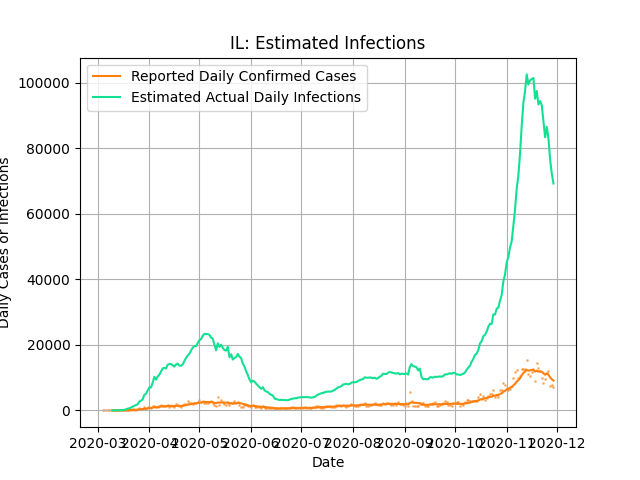 IL: Estimated Infections
Reported Daily Confirmed Cases
Estimated Actual Daily Infections
100000
80000
60000
40000
20000
0
Daily Cases or Infections
2020-03 2020-04 2020-05 2020-06 2020-07 2020-08 2020-09 2020-10 2020-11 2020-12
Date